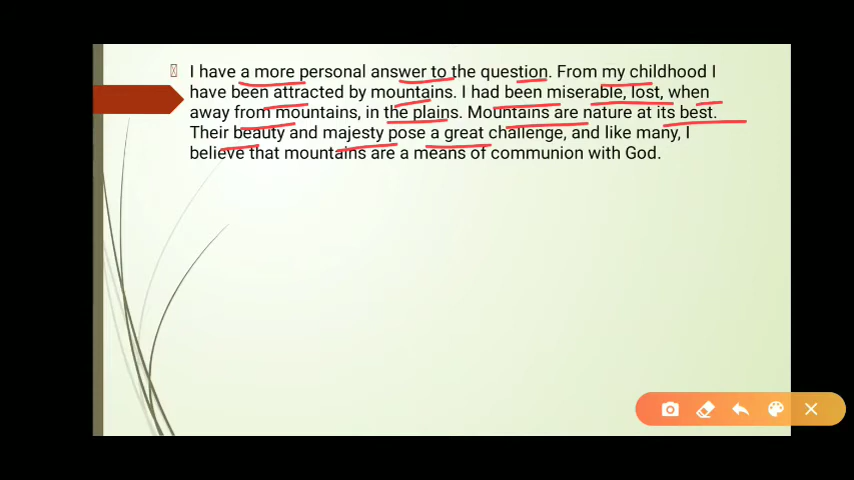 I have a more personal answer to the question. From my childhood I
have been attracted by mountains. I had been miserable, lost, when
away from mountains, in the plains. Mountains are nature at its best.
Their beauty and majesty pose a great challenge, and like many, I
believe that mountains are a means of communion with God.